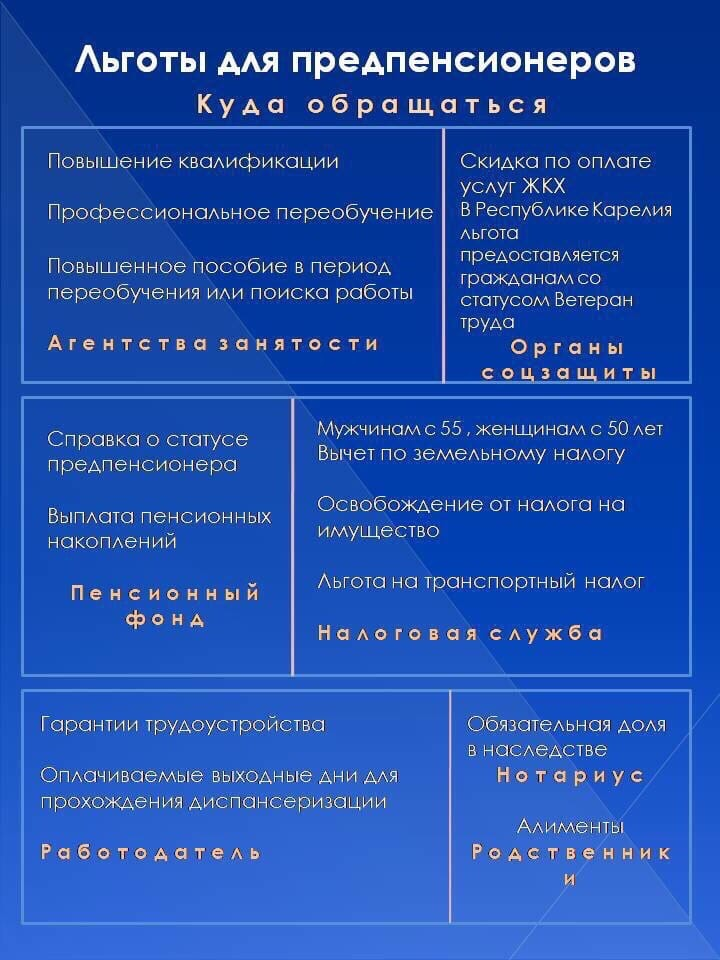 Льготы для предпенсионеров
Куда обращаться
Повышение квалификации
Профессиональное переобучение
Повышенное пособие в период
переобучения или поиска работы
Агентства занятости
Скидка по оплате
услуг ЖКХ
В Республике Карелия
льгота
предоставляется
гражданам со
статусом Ветеран
труда
Органы
соцзащиты
Справка о статусе
предпенсионера
Выплата пенсионных
накоплений
Пенсионный
фонд
Мужчинам с 55 , женщинам с 50 лет
Вычет по земельному налогу
Освобождение от налога на
имущество
Льгота на транспортный налог
Налоговая служба
Гарантии трудоустройства
Оплачиваемые выходные дни для
прохождения диспансеризации
Работодатель
Обязательная доля
в наследстве
Нотариус
Алименты
Родственник
и